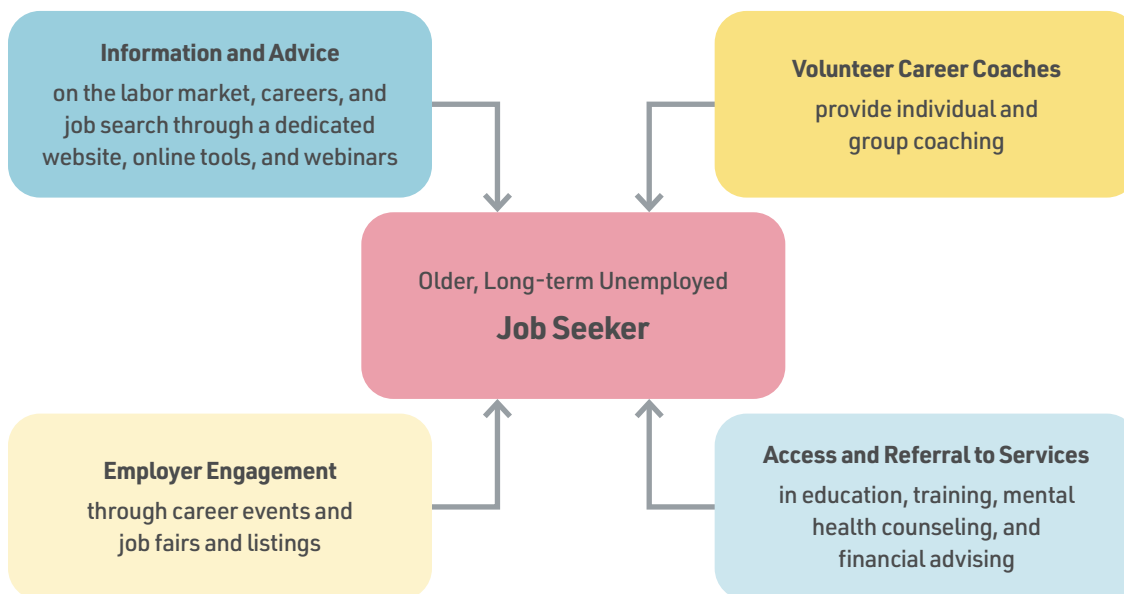 Information and Advice
on the labor market, careers, and
job search through a dedicated
website, online tools, and webinars
Volunteer Career Coaches
provide individual and
group coaching
Older, Long-term Unemployed
Job Seeker
Employer Engagement
through career events and
job fairs and listings
Access and Referral to Services
in education, training, mental
health counseling, and
financial advising